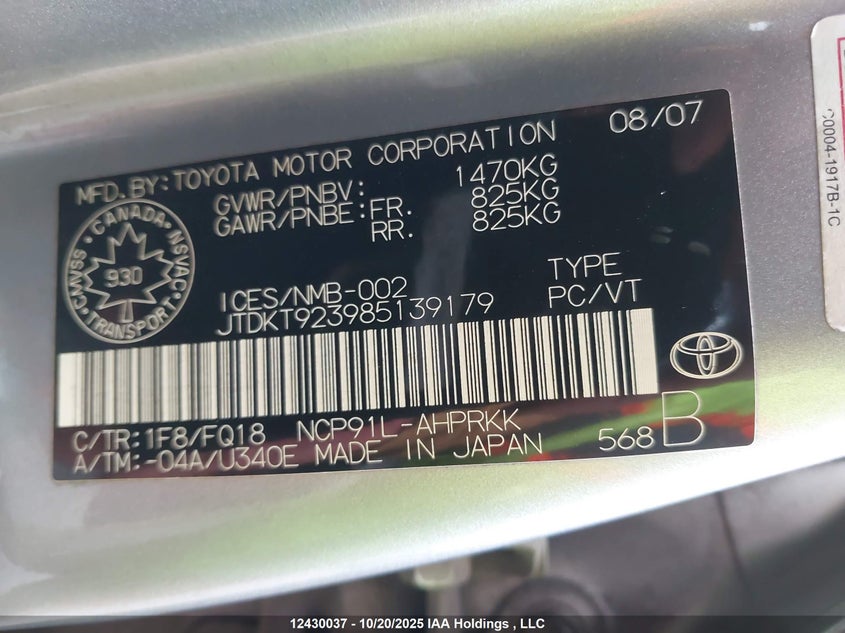 MFD.BY:TOYOTA MOTOR CORPORATION 08/07
GVWR/PNBV: 1470KG
GAWR/PNBE:FR. 825KG
RR. 825KG
CANADA
CMVSS 930 NSVAC
TRANSPORT
ICES/NMB-002 TYPE
JTDKT923985139179 PC/VT
C/TR:1F8/FQ18 NCP91L-AHPRKK
A/TM:-04A/U340E MADE IN JAPAN 568 B
C0004-1917B-1C
12430037 - 10/20/2025 IAA Holdings , LLC